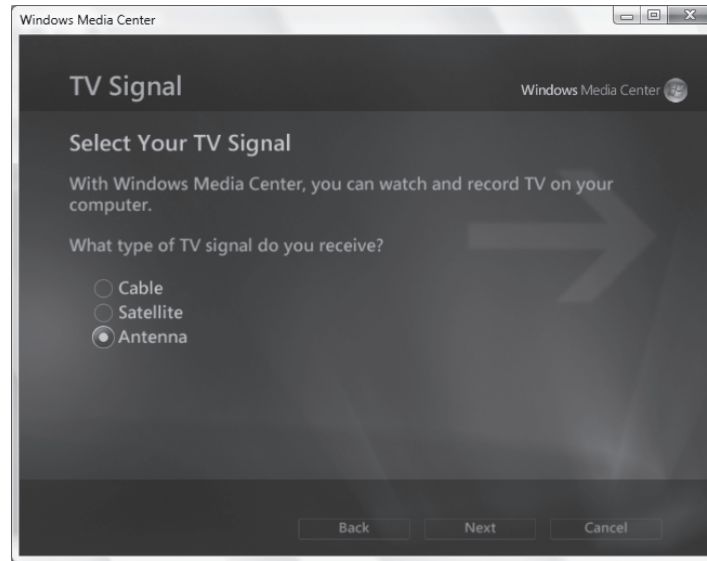 Windows Media Center
TV Signal
Windows Media Center
Select Your TV Signal
With Windows Media Center, you can watch and record TV on your
computer.
What type of TV signal do you receive?
Cable
Satellite
Antenna
Back Next Cancel